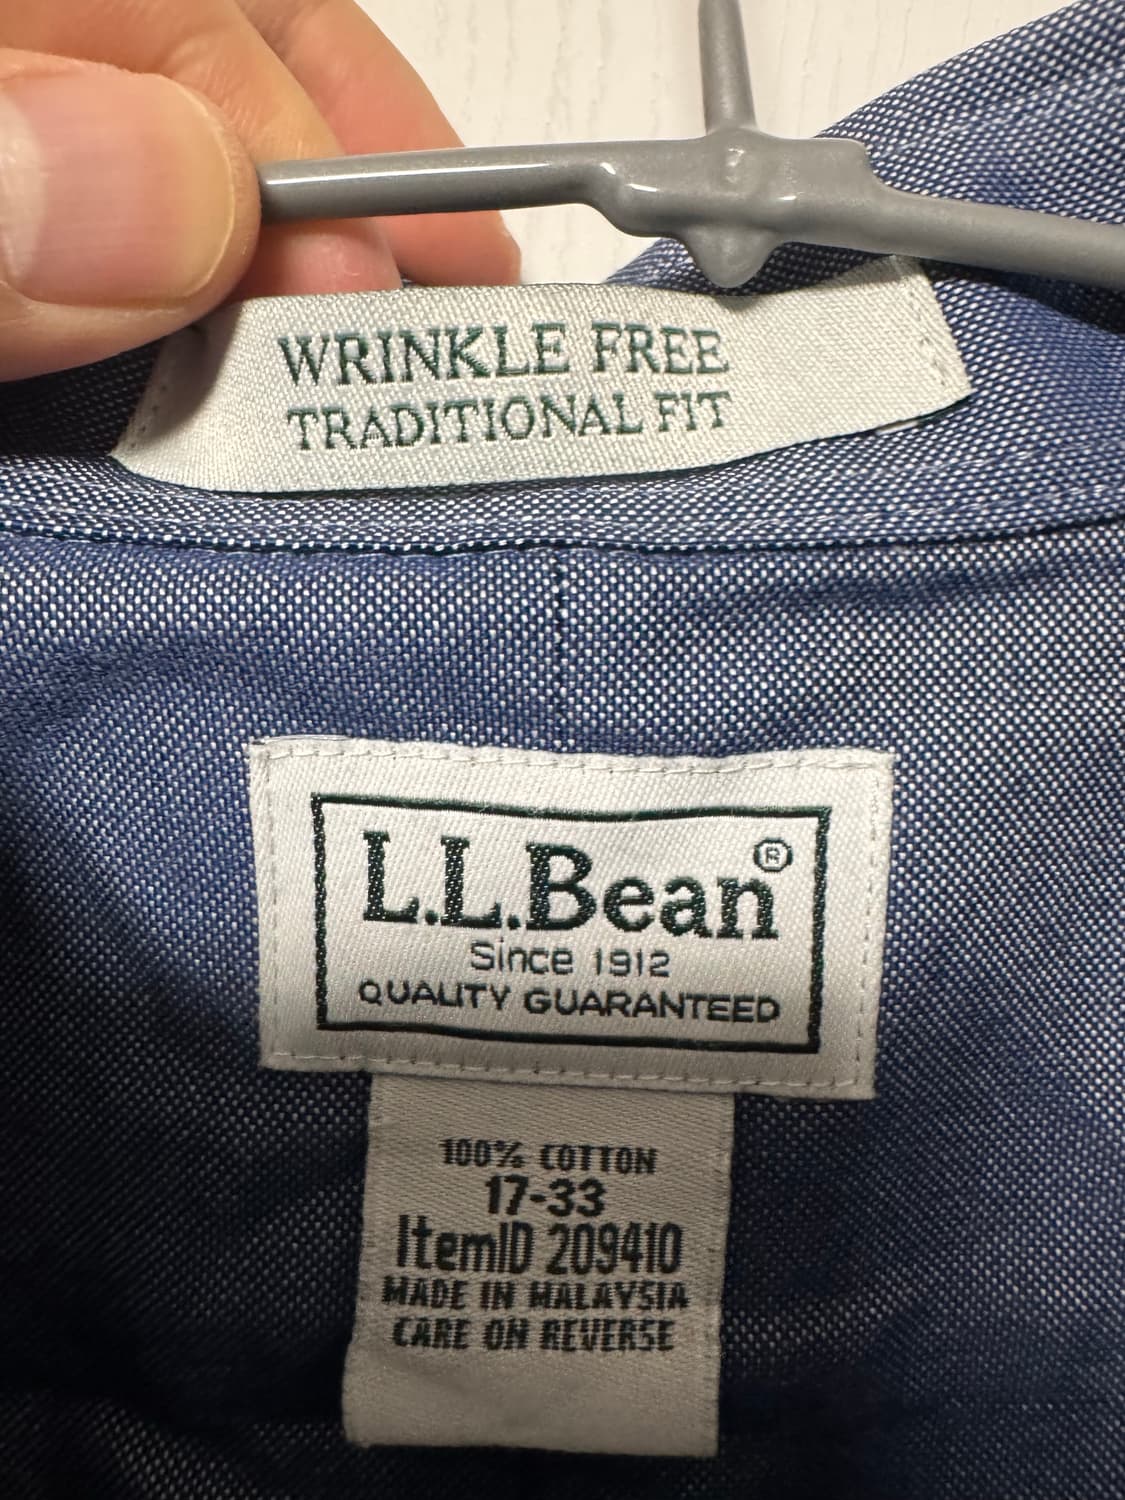 WRINKLE FREE
TRADITIONAL FIT
L.L.Bean®
Since 1912
QUALITY GUARANTEED
100% COTTON
17-33
ItemID 209410
MADE IN MALAYSIA
CARE ON REVERSE